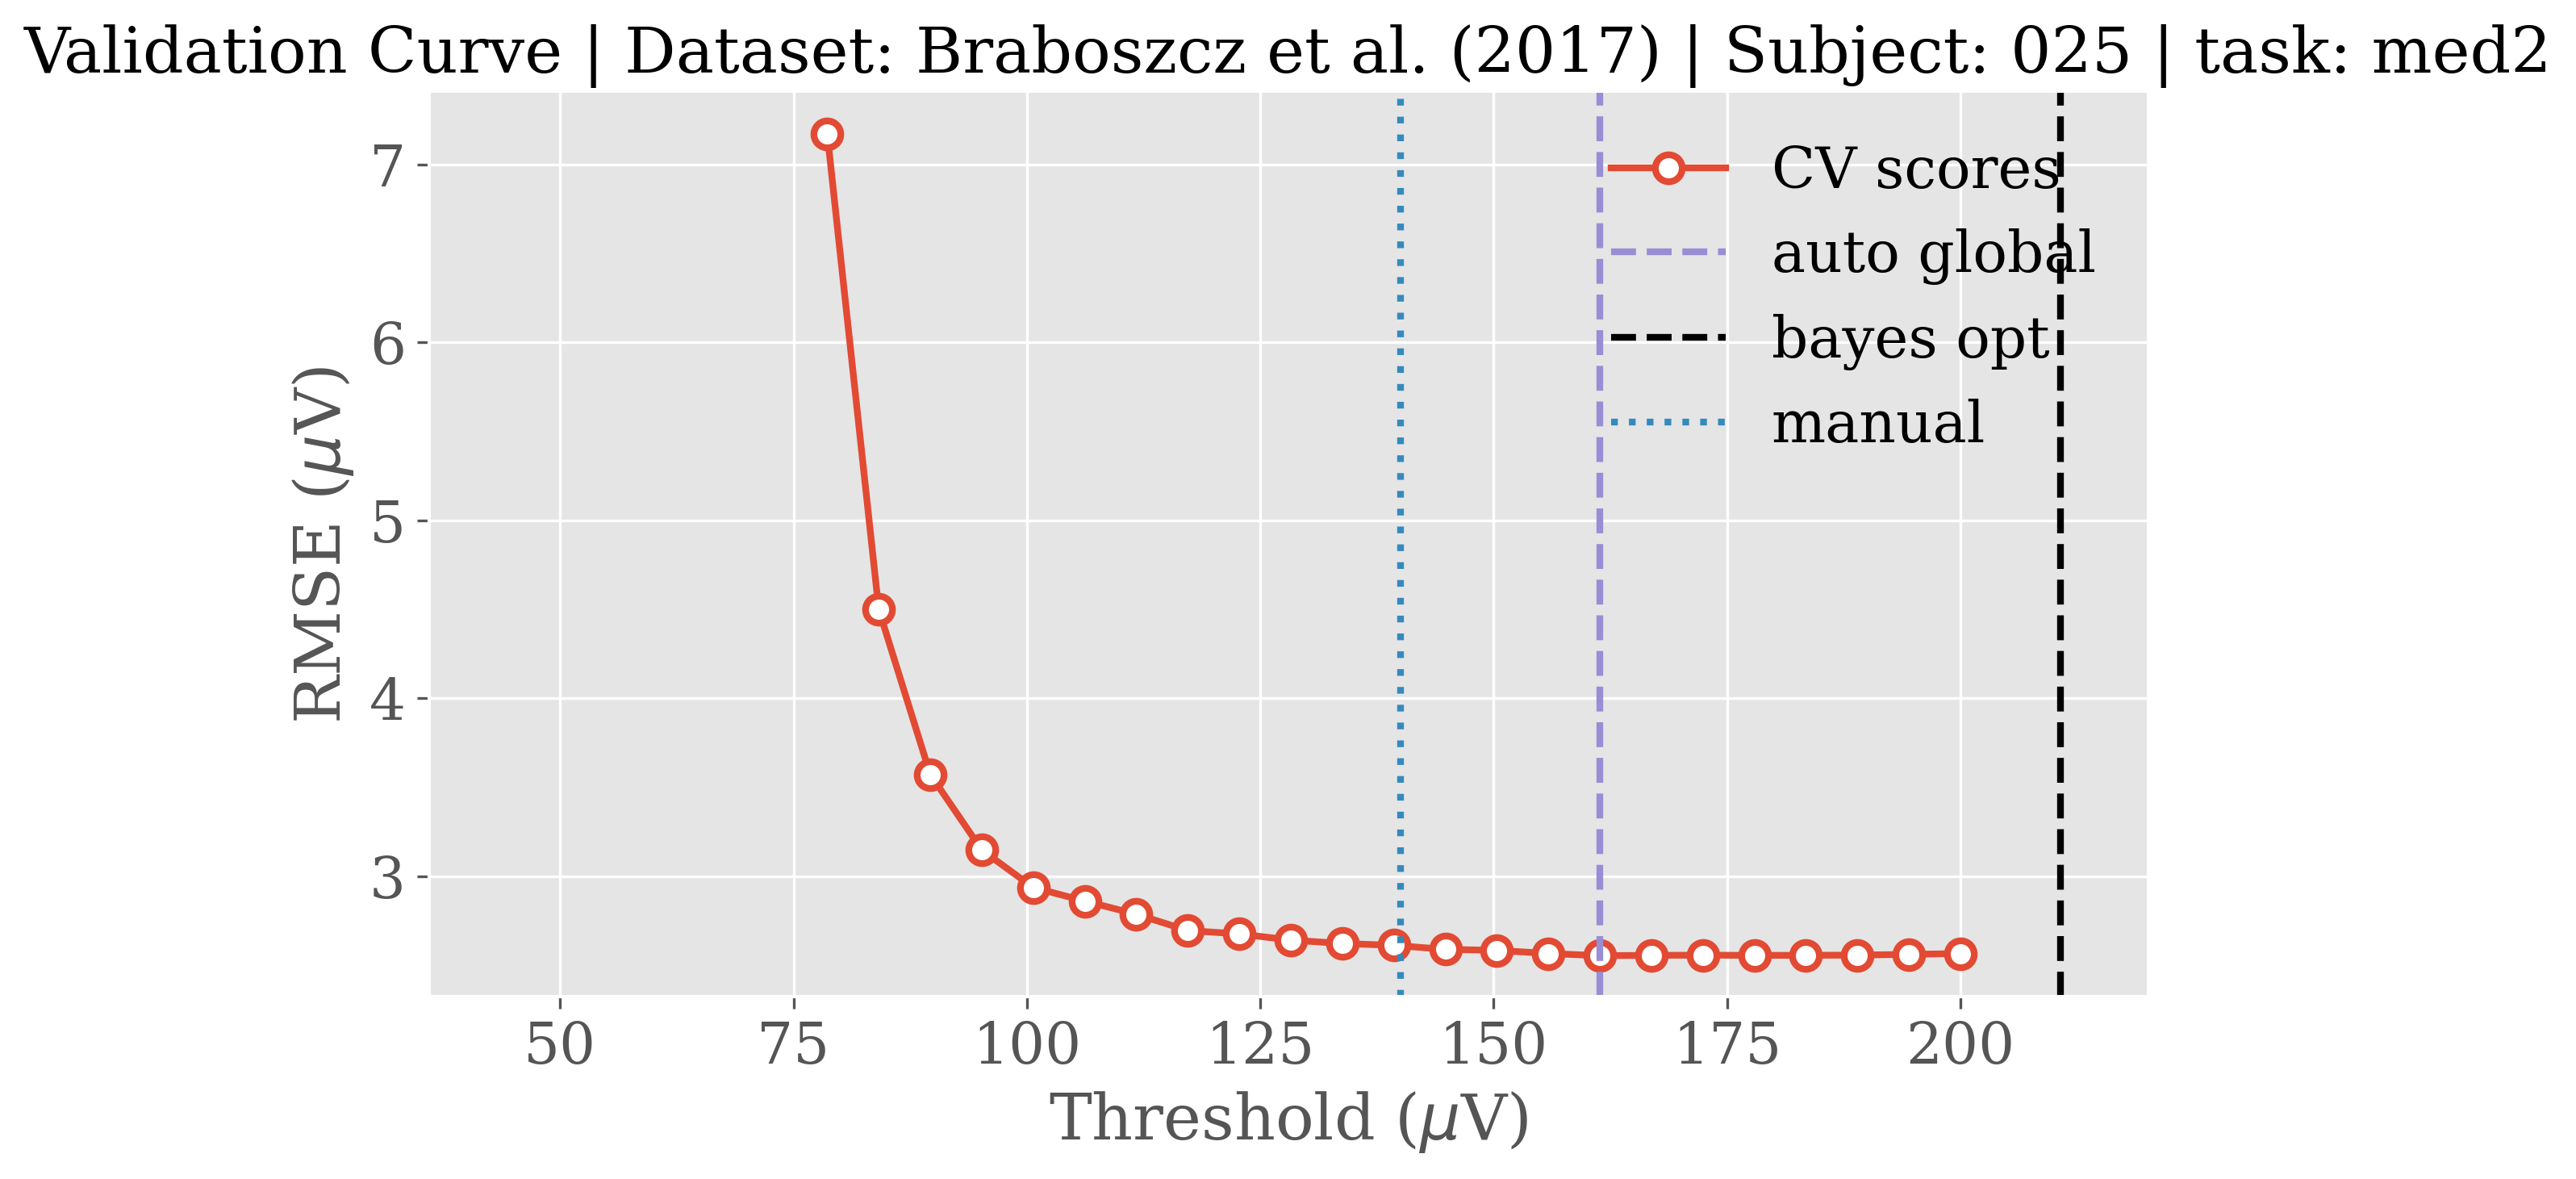 Validation Curve | Dataset: Braboszcz et al. (2017) | Subject: 025 | task: med2
7
6
5
4
3
RMSE (μV)
CV scores
auto global
bayes opt
manual
50 75 100 125 150 175 200
Threshold (μV)